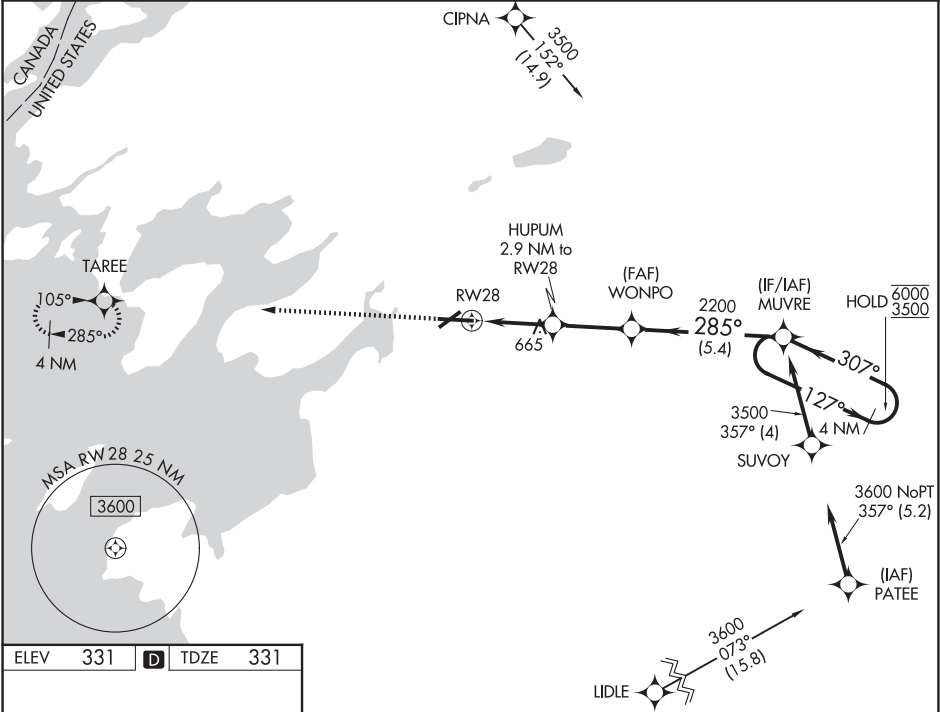 CIPNA
3500
152°
(14.9)
CANADA
UNITED STATES
HUPUM
2.9 NM to
RW28
TAREE
105°
285°
4 NM
RW28
665
(FAF)
WONPO
2200
285°
(5.4)
(IF/IAF)
MUVRE
HOLD 6000
3500
307°
127°
4 NM
3500
357° (4)
SUVOY
MSA RW28 25 NM
3600
3600 NoPT
357° (5.2)
(IAF)
PATEE
3600
073°
(15.8)
LIDLE
ELEV 331 D TDZE 331